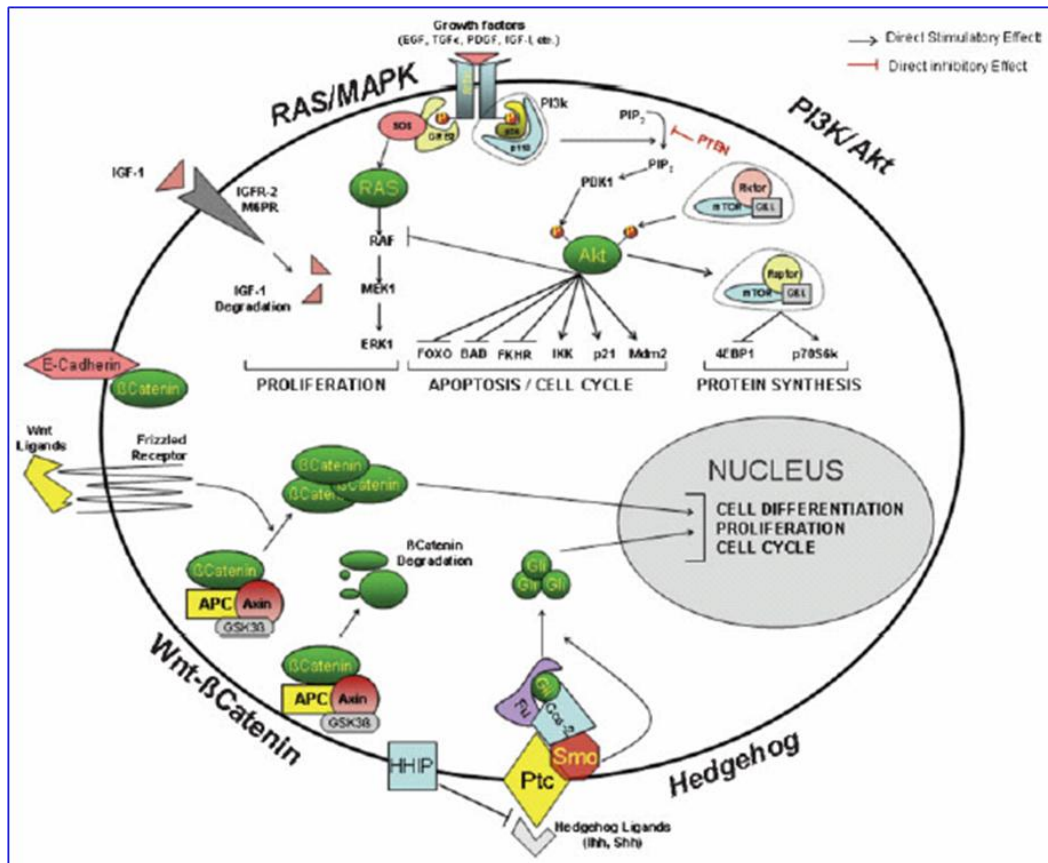 Growth factors
(EGF, TGFα, PDGF, IGF-I, etc.)
Direct Stimulatory Effect
Direct inhibitory Effect
RAS/MAPK
PI3K/Akt
SOS
GRB2
PI3k
p110
PIP2
PTEN
PIP3
PDK1
IGF-1
IGFR-2
M6PR
RAS
Rictor
mTOR
GβL
RAF
Akt
IGF-1
Degradation
MEK1
Raptor
mTOR
GβL
ERK1
FOXO
BAD
FKHR
IKK
p21
Mdm2
4EBP1
p70S6k
E-Cadherin
ßCatenin
PROLIFERATION
APOPTOSIS / CELL CYCLE
PROTEIN SYNTHESIS
Wnt
Ligands
Frizzled
Receptor
ßCatenin
ßCatenin
ßCatenin
NUCLEUS
CELL DIFFERENTIATION
PROLIFERATION
CELL CYCLE
ßCatenin
Degradation
ßCatenin
APC
Axin
GSK3ß
Gli
Gli
Gli
ßCatenin
APC
Axin
GSK3ß
Wnt-ßCatenin
Fu
Gli
Cos-2
Smo
Ptc
HHIP
Hedgehog
Hedgehog Ligands
(Ihh, Shh)